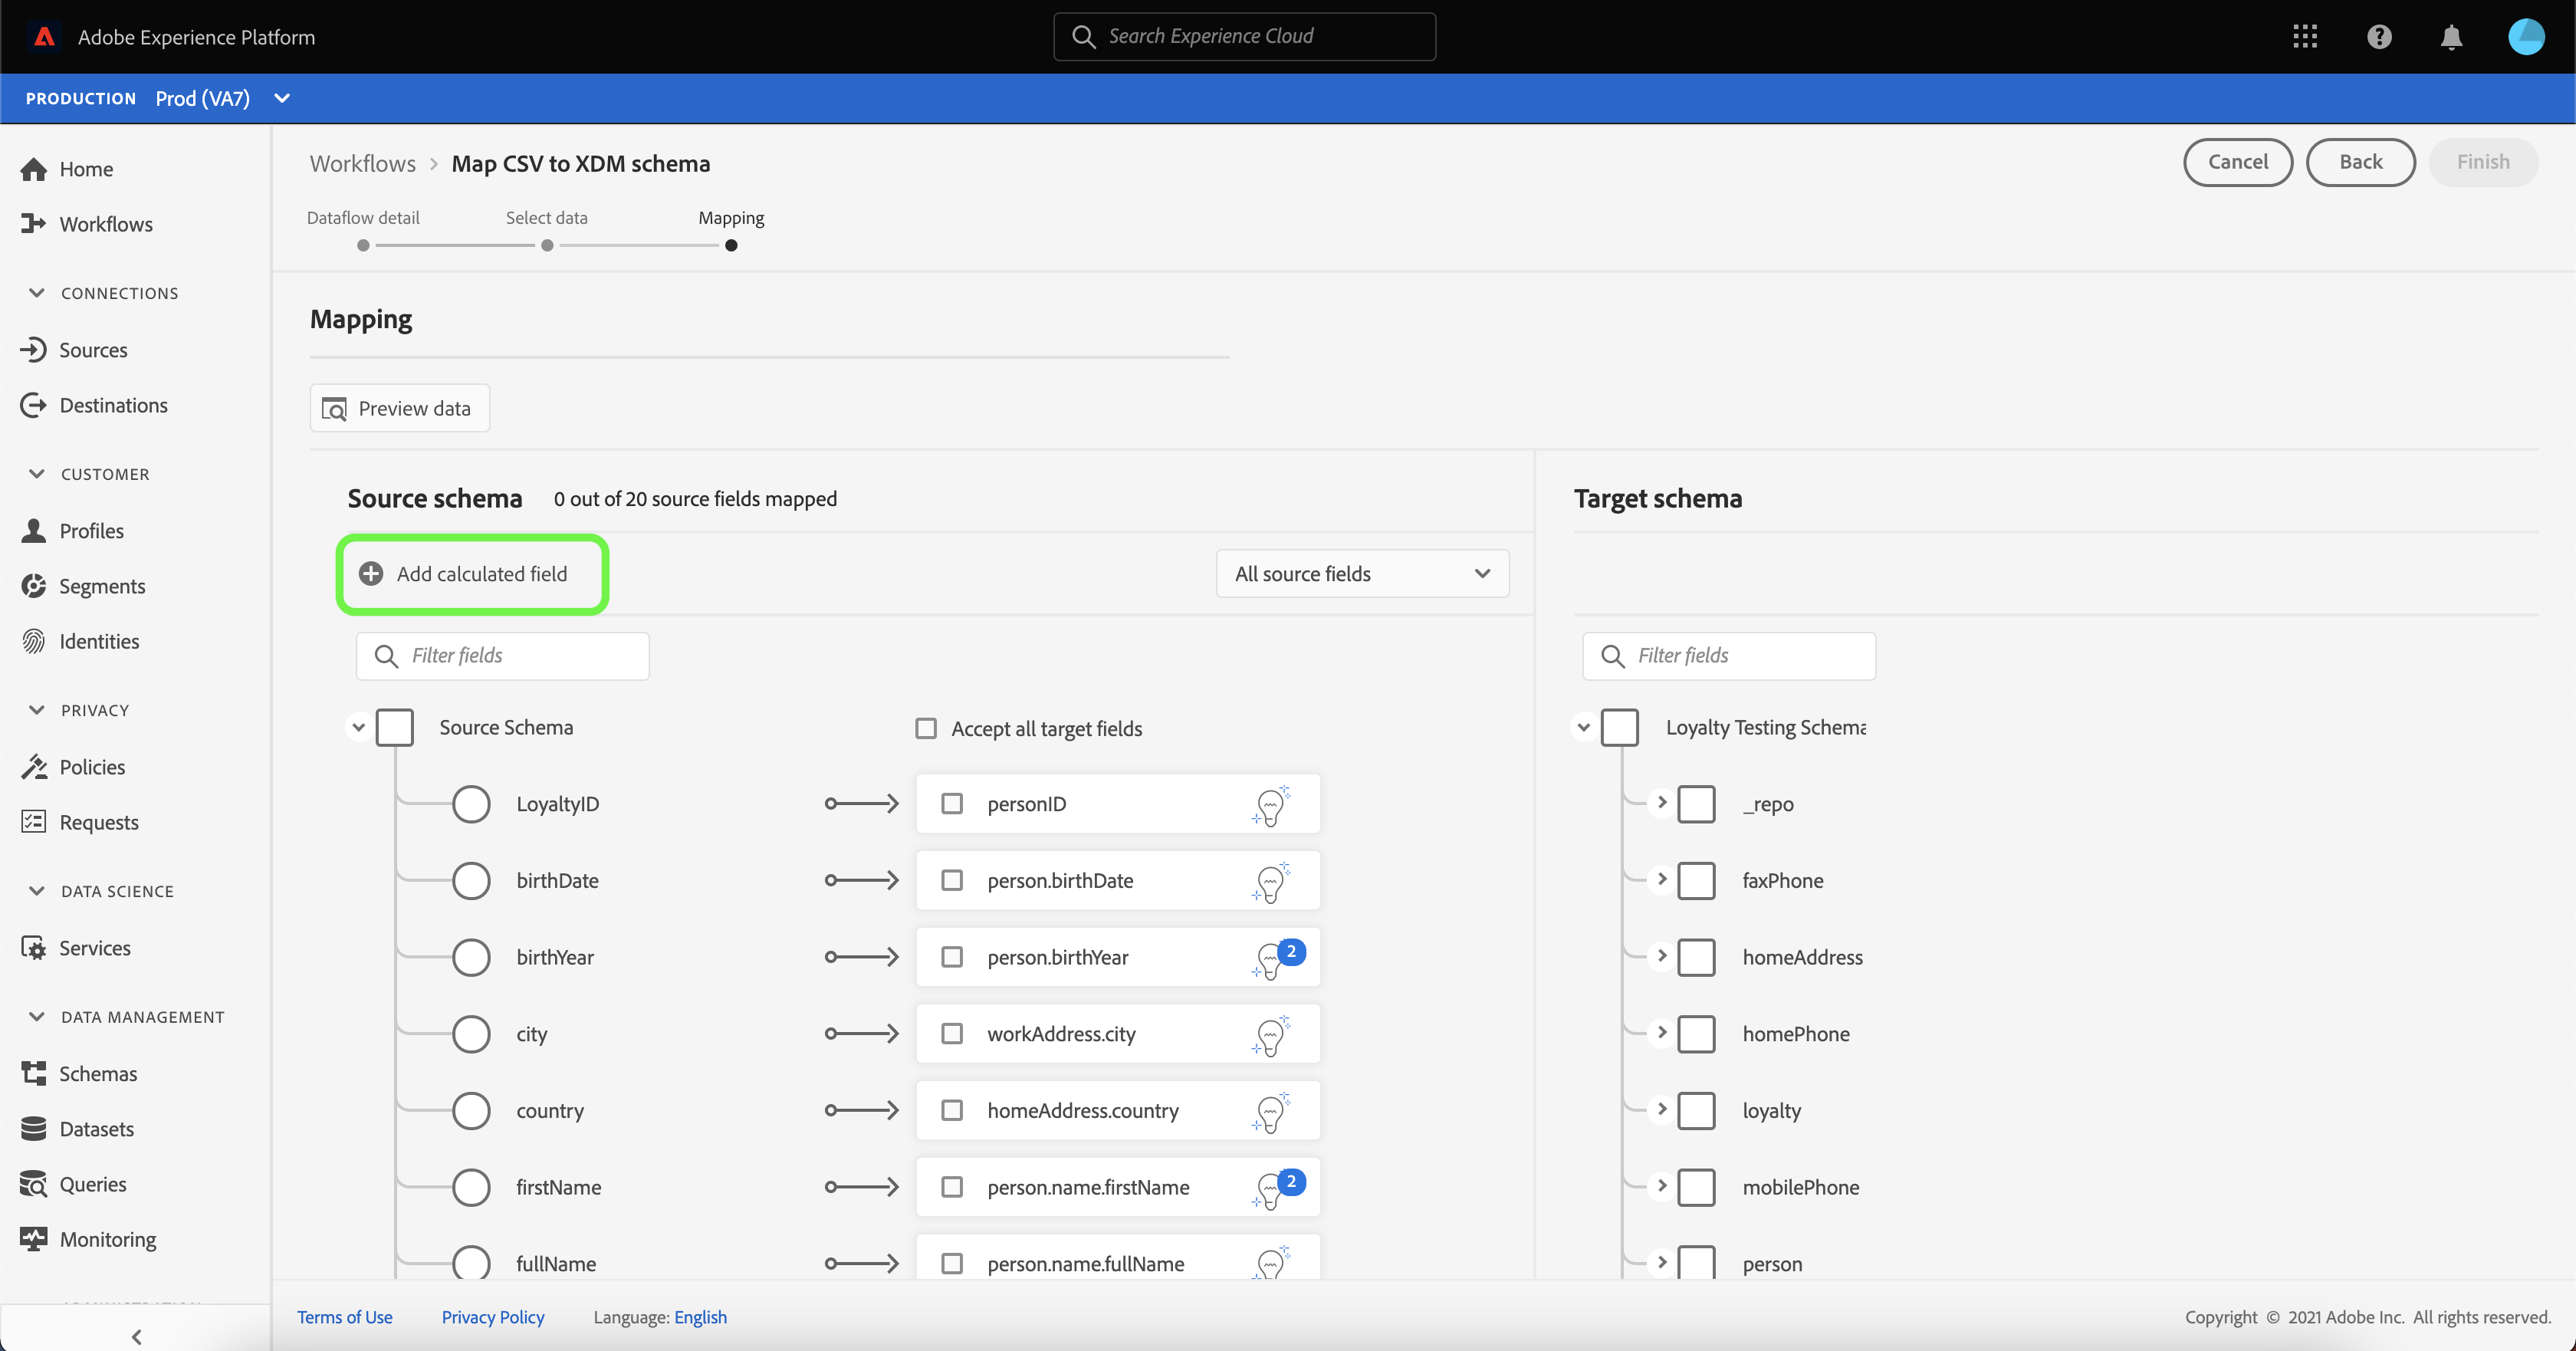 Adobe Experience Platform
Search Experience Cloud
PRODUCTION Prod (VA7)
Home
Workflows
CONNECTIONS
Sources
Destinations
CUSTOMER
Profiles
Segments
Identities
PRIVACY
Policies
Requests
DATA SCIENCE
Services
DATA MANAGEMENT
Schemas
Datasets
Queries
Monitoring
Workflows > Map CSV to XDM schema
Cancel Back Finish
Dataflow detail Select data Mapping
Mapping
Preview data
Source schema 0 out of 20 source fields mapped
Add calculated field All source fields
Filter fields
Source Schema Accept all target fields
LoyaltyID personID
birthDate person.birthDate
birthYear person.birthYear 2
city workAddress.city
country homeAddress.country
firstName person.name.firstName 2
fullName person.name.fullName
Target schema
Filter fields
Loyalty Testing Schema
_repo
faxPhone
homeAddress
homePhone
loyalty
mobilePhone
person
Terms of Use Privacy Policy Language: English
Copyright © 2021 Adobe Inc. All rights reserved.